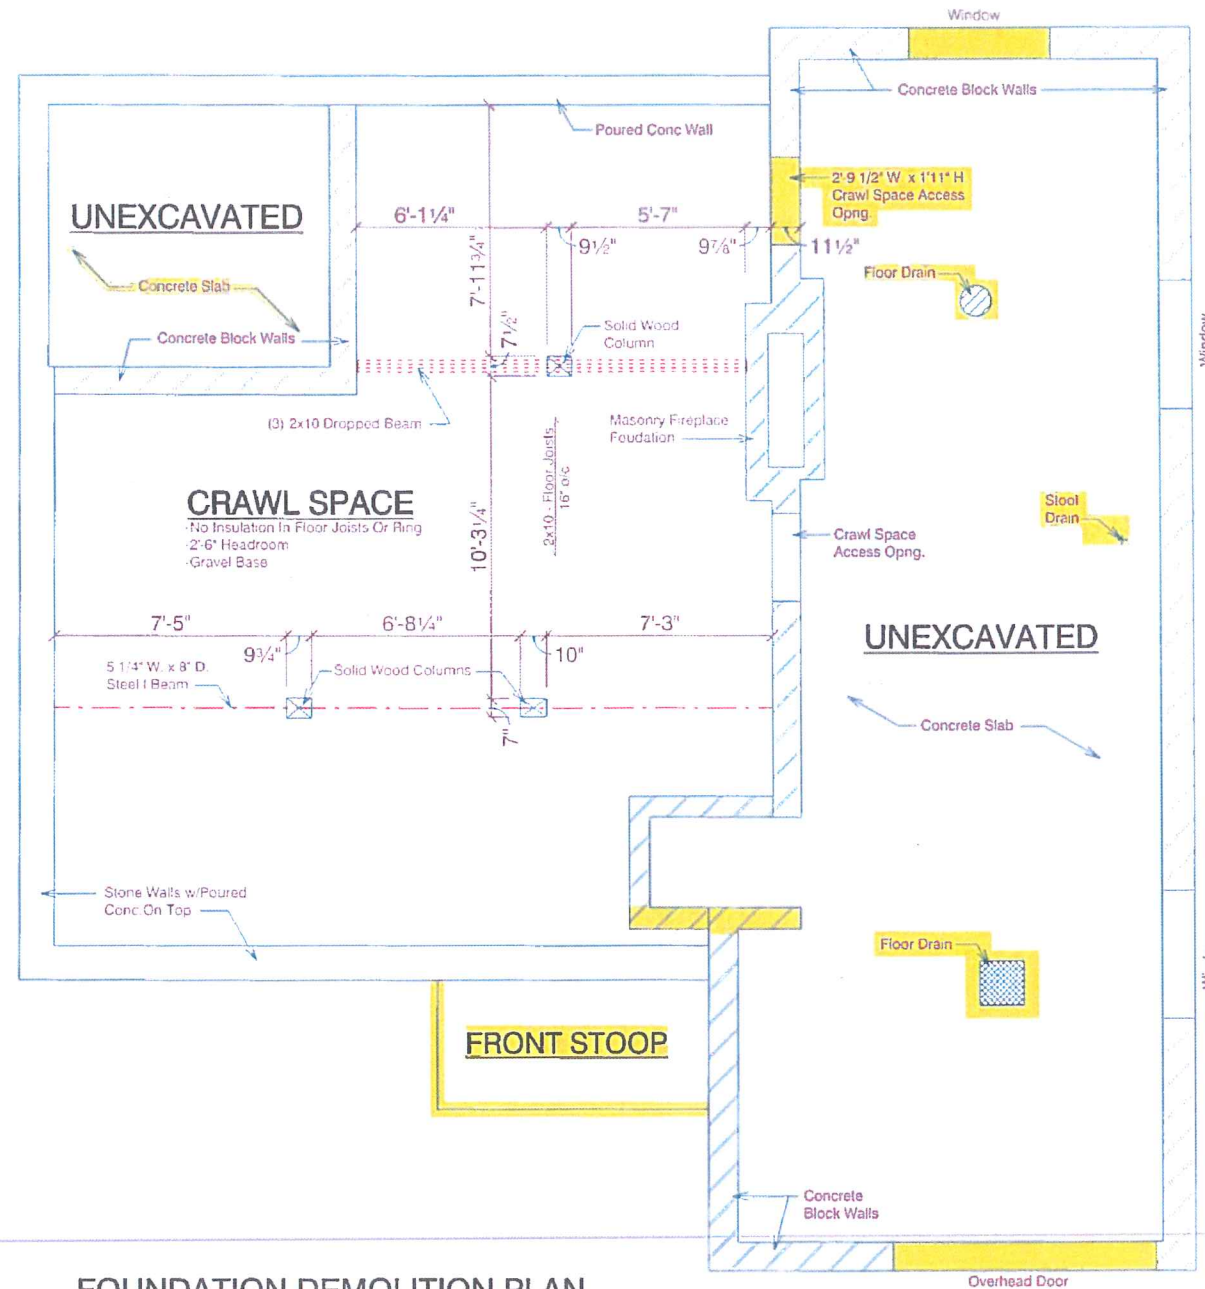 Window
Concrete Block Walls
Poured Conc Wall
2'-9 1/2" W. x 1'11" H
Crawl Space Access
Opng.
UNEXCAVATED
6'-1¼"
5'-7"
9½"
9⅞"
11½"
7'-11¾"
Floor Drain
Concrete Slab
7½"
Solid Wood
Column
Concrete Block Walls
Window
(3) 2x10 Dropped Beam
Masonry Fireplace
Foudation
2x10 - Floor Joists
16" o/c
CRAWL SPACE
-No Insulation In Floor Joists Or Ring
-2'-6" Headroom
-Gravel Base
10'-3¼"
Slool
Drain
Crawl Space
Access Opng.
7'-5"
6'-8¼"
7'-3"
UNEXCAVATED
9¾"
10"
5 1/4" W. x 8" D.
Steel I Beam
Solid Wood Columns
7"
Concrete Slab
Stone Walls w/Poured
Conc On Top
Floor Drain
FRONT STOOP
Concrete
Block Walls
FOUNDATION DEMOLITION PLAN
Overhead Door